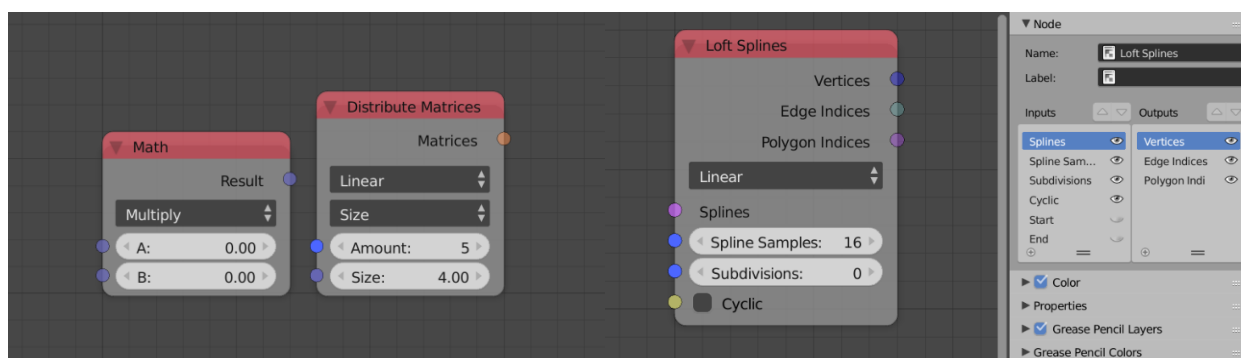 Math
Result
Multiply
A: 0.00
B: 0.00
Distribute Matrices
Matrices
Linear
Size
Amount: 5
Size: 4.00
Loft Splines
Vertices
Edge Indices
Polygon Indices
Linear
Splines
Spline Samples: 16
Subdivisions: 0
Cyclic
Node
Name: Loft Splines
Label:
Inputs Outputs
Splines Vertices
Spline Sam... Edge Indices
Subdivisions Polygon Indi
Cyclic
Start
End
Color
Properties
Grease Pencil Layers
Grease Pencil Colors